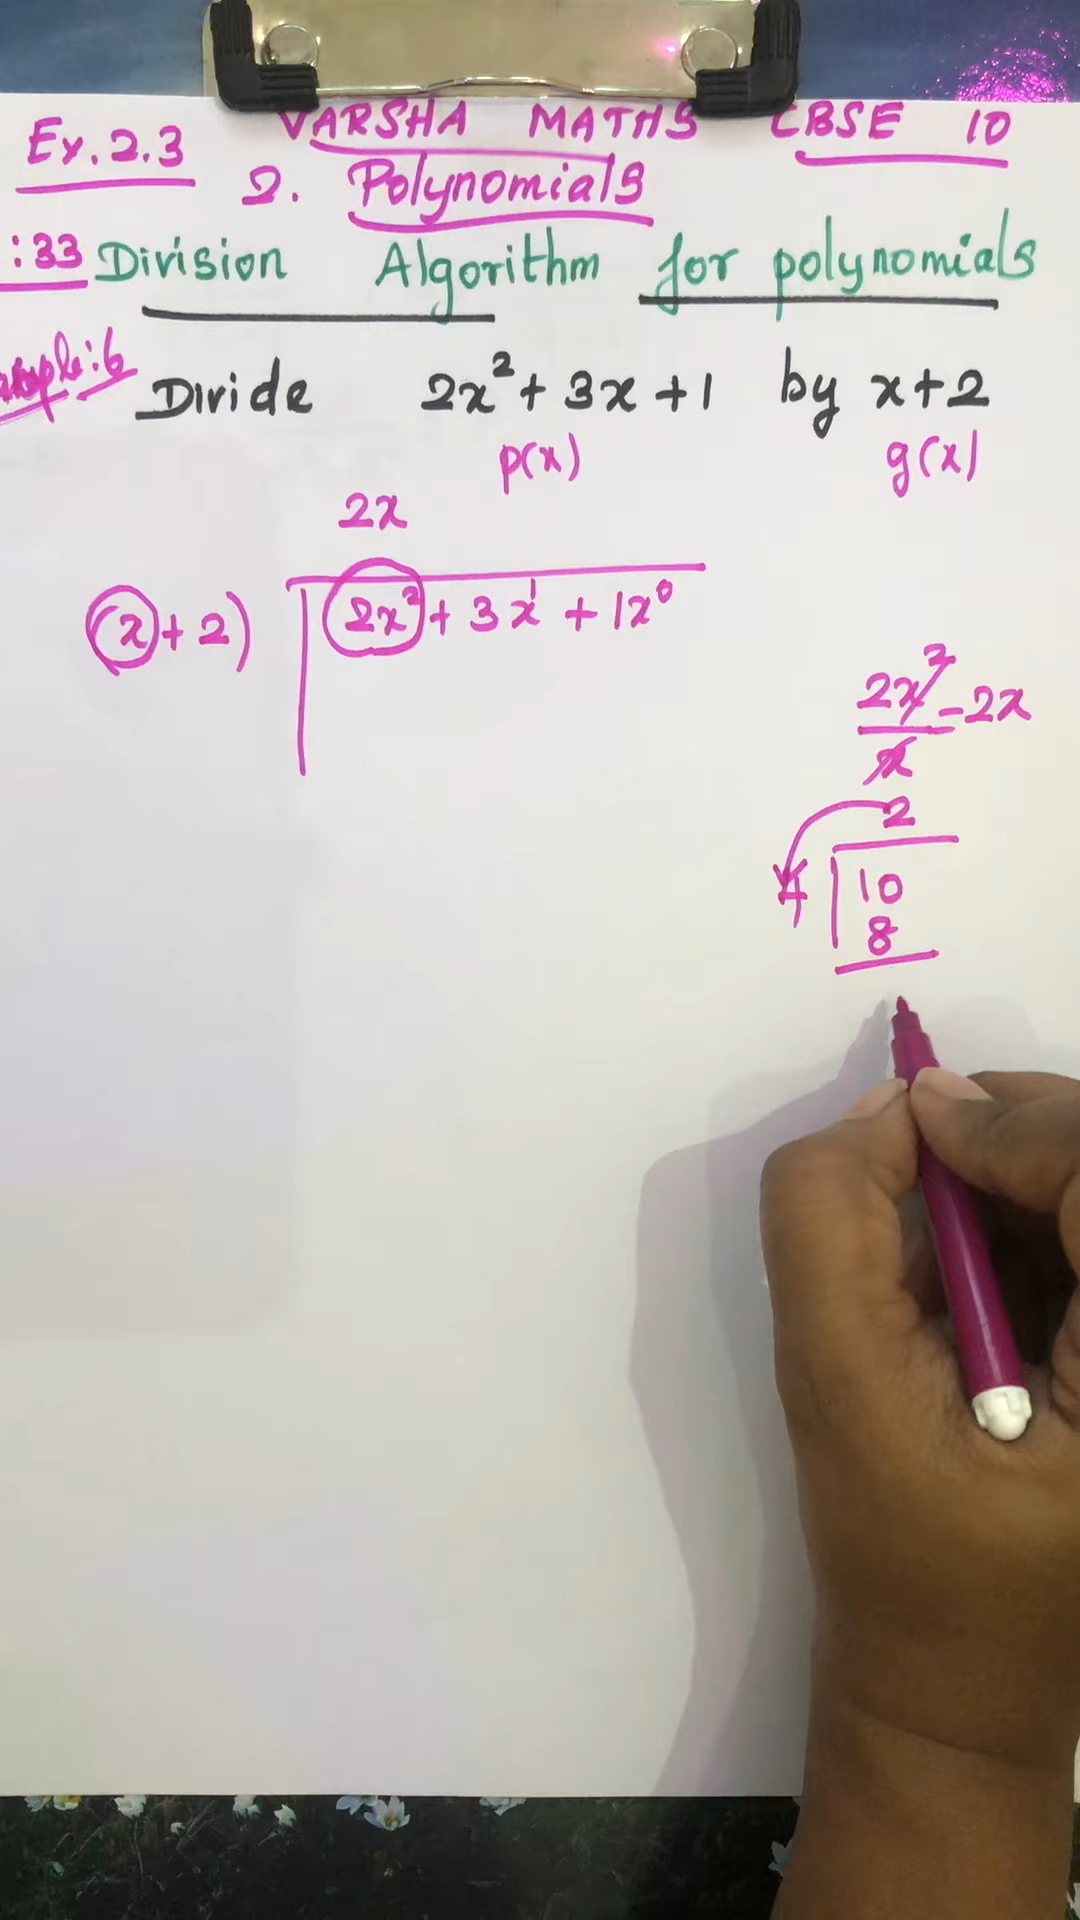 VARSHA MATHS CBSE 10
Ex. 2.3
2. Polynomials
:33 Division Algorithm for polynomials
:6 Divide 2x² + 3x + 1 by x+2
p(x) g(x)
2x
x + 2) 2x² + 3x¹ + 1x⁰
2x²
x
- 2x
2
4 10
8